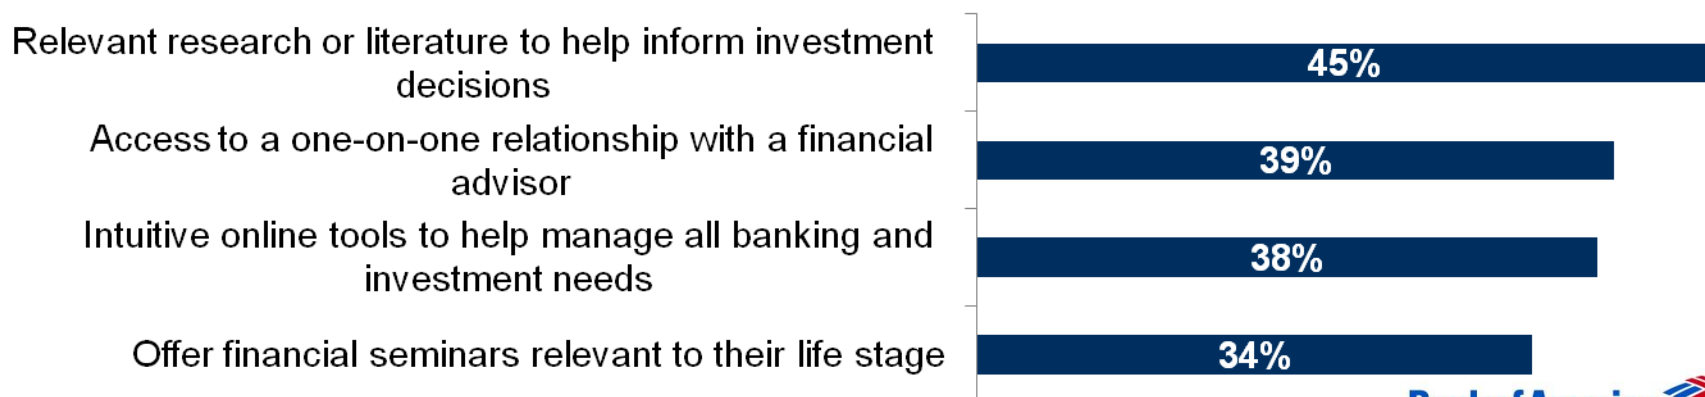 Relevant research or literature to help inform investment
decisions
45%
Access to a one-on-one relationship with a financial
advisor
39%
Intuitive online tools to help manage all banking and
investment needs
38%
Offer financial seminars relevant to their life stage
34%